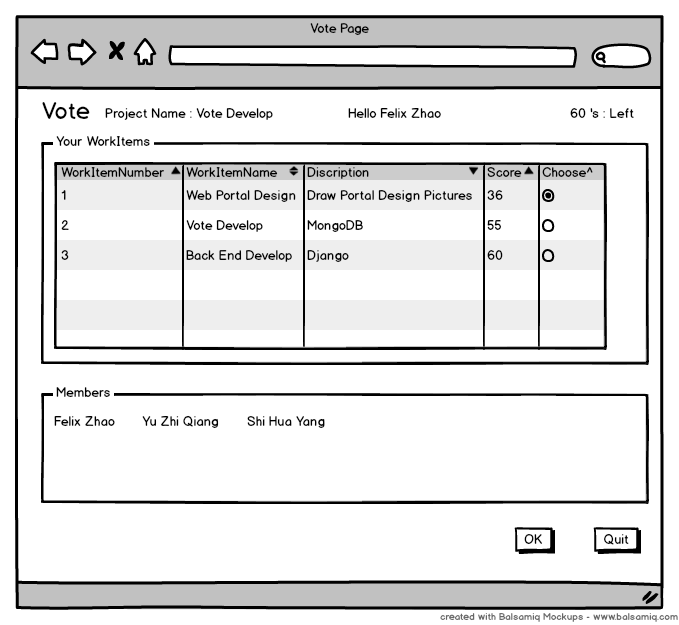 Vote Page
Vote Project Name : Vote Develop Hello Felix Zhao 60 's : Left
Your WorkItems
WorkItemNumber WorkItemName Discription Score Choose^
1 Web Portal Design Draw Portal Design Pictures 36
2 Vote Develop MongoDB 55
3 Back End Develop Django 60
Members
Felix Zhao Yu Zhi Qiang Shi Hua Yang
OK Quit
created with Balsamiq Mockups - www.balsamiq.com